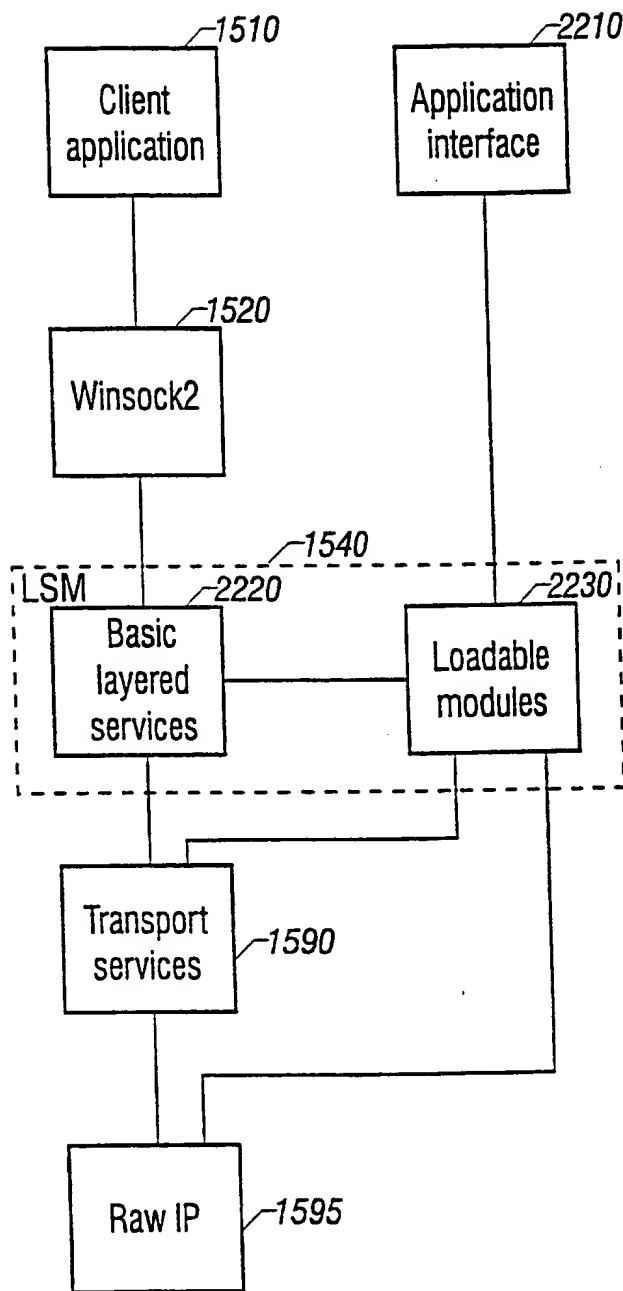 1510
2210
Client
application
Application
interface
1520
Winsock2
1540
LSM
2220
2230
Basic
layered
services
Loadable
modules
Transport
services
1590
Raw IP
1595